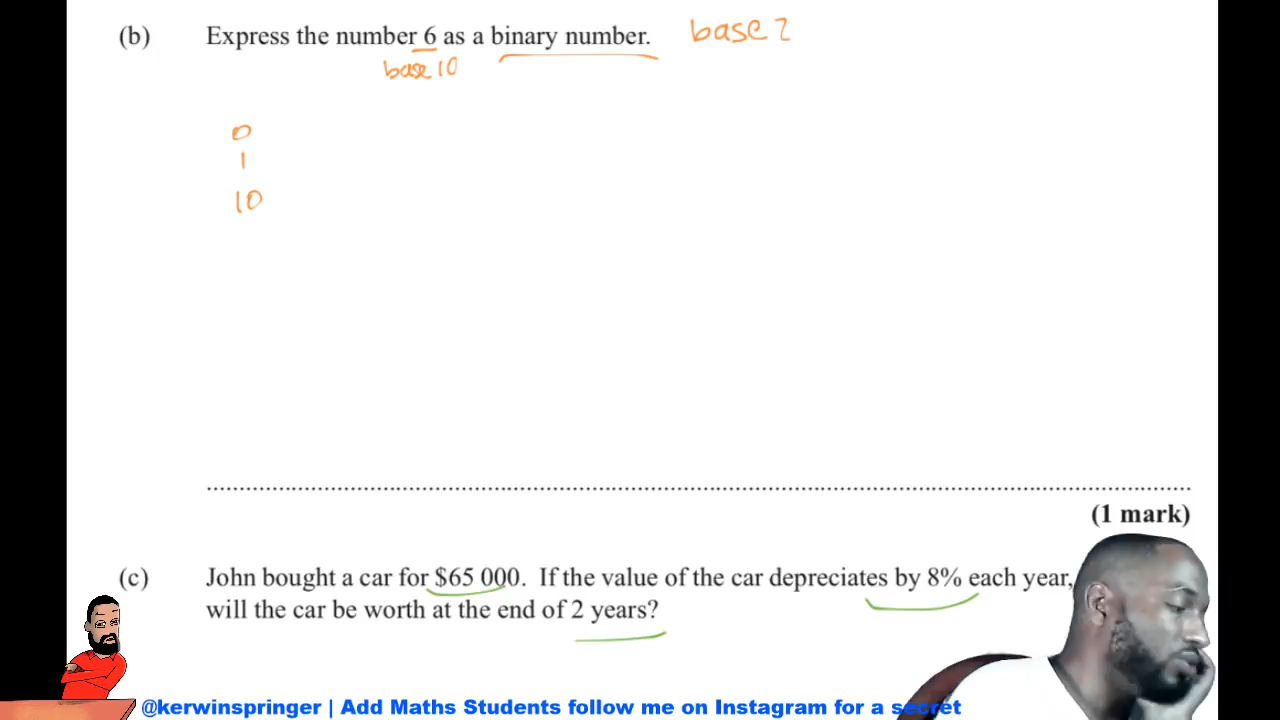 (b) Express the number 6 as a binary number. base 2
base 10
0
1
10
(1 mark)
(c) John bought a car for $65 000. If the value of the car depreciates by 8% each year,
will the car be worth at the end of 2 years?
@kerwinspringer | Add Maths Students follow me on Instagram for a secret